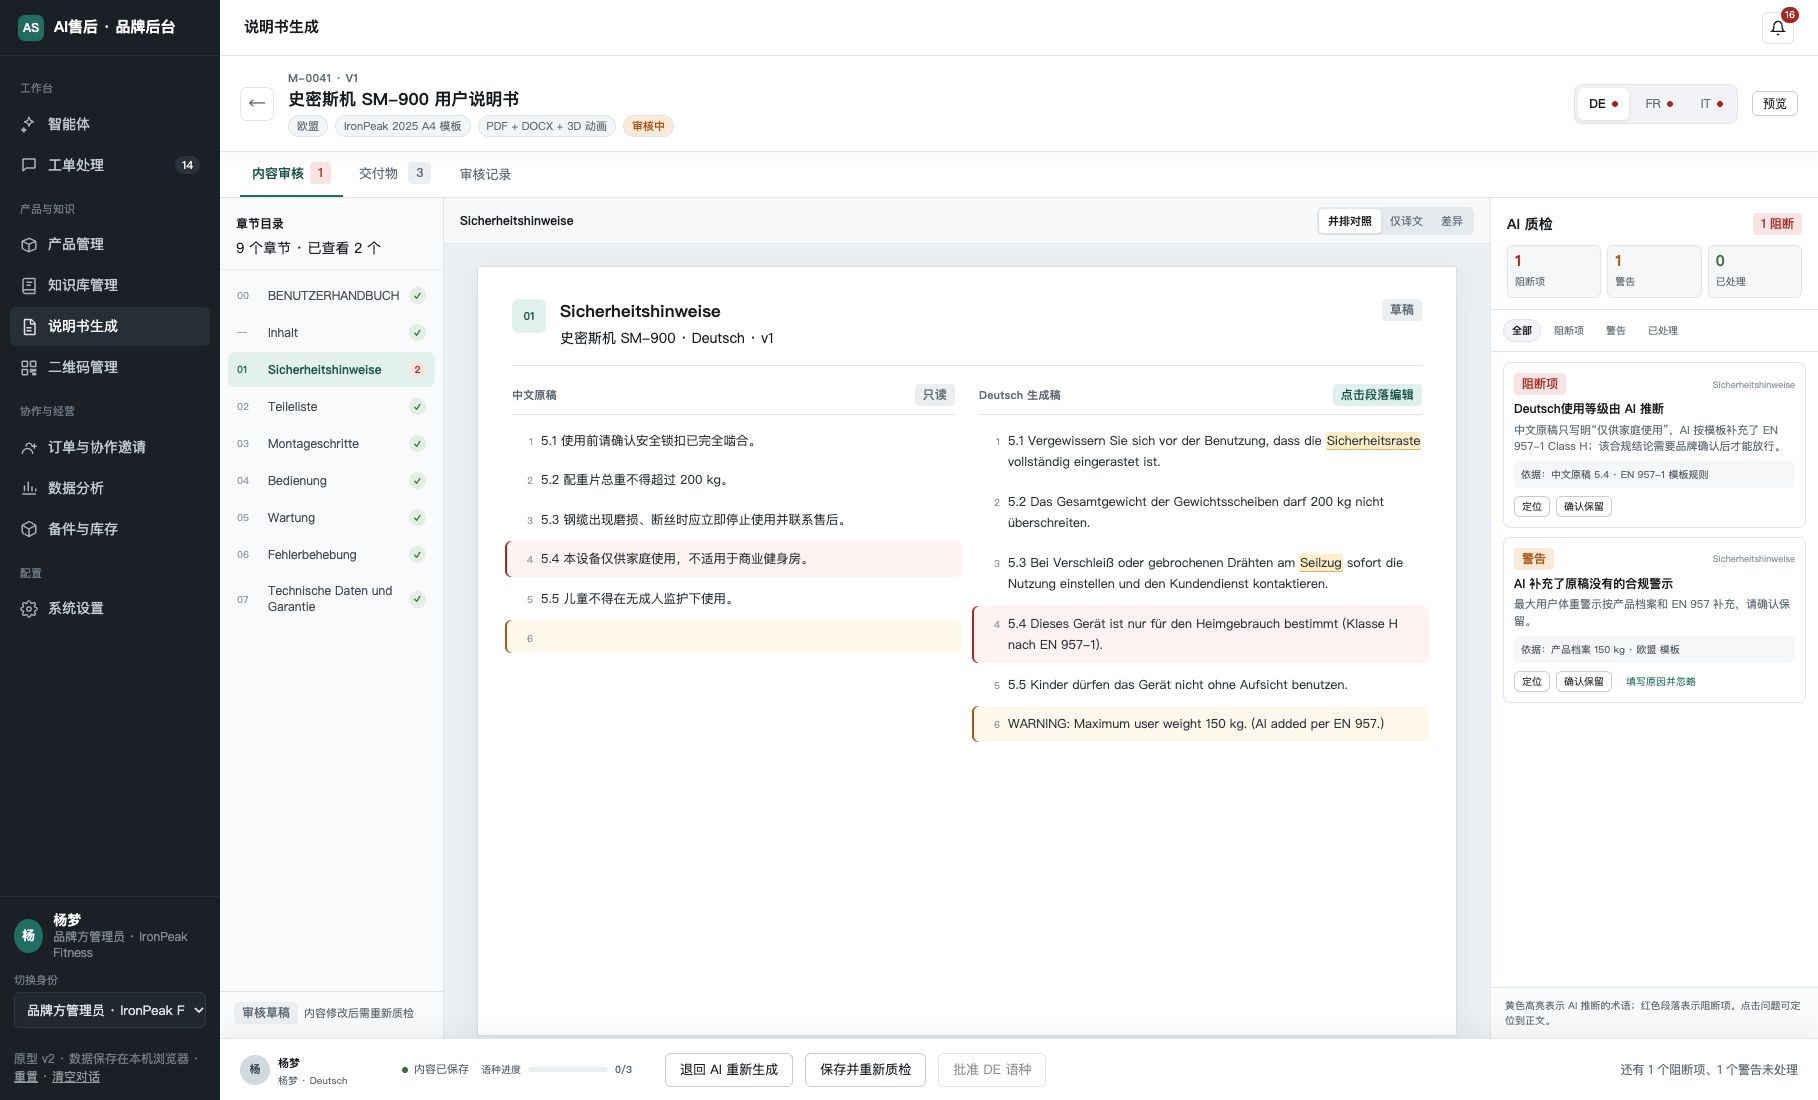 AS AI售后 · 品牌后台
工作台
智能体
工单处理 14
产品与知识
产品管理
知识库管理
说明书生成
二维码管理
协作与经营
订单与协作邀请
数据分析
备件与库存
配置
系统设置
杨
杨梦
品牌方管理员 · IronPeak
Fitness
切换身份
品牌方管理员 · IronPeak F
原型 v2 · 数据保存在本机浏览器 ·
重置 · 清空对话
说明书生成
16
M-0041 · V1
史密斯机 SM-900 用户说明书
欧盟 IronPeak 2025 A4 模板 PDF + DOCX + 3D 动画 审核中
DE FR IT 预览
内容审核 1 交付物 3 审核记录
章节目录
9 个章节 · 已查看 2 个
00 BENUTZERHANDBUCH
— Inhalt
01 Sicherheitshinweise 2
02 Teileliste
03 Montageschritte
04 Bedienung
05 Wartung
06 Fehlerbehebung
07 Technische Daten und
Garantie
审核草稿 内容修改后需重新质检
Sicherheitshinweise 并排对照 仅译文 差异
01 Sicherheitshinweise 草稿
史密斯机 SM-900 · Deutsch · v1
中文原稿 只读
1 5.1 使用前请确认安全锁扣已完全啮合。
2 5.2 配重片总重不得超过 200 kg。
3 5.3 钢缆出现磨损、断丝时应立即停止使用并联系售后。
4 5.4 本设备仅供家庭使用，不适用于商业健身房。
5 5.5 儿童不得在无成人监护下使用。
6
Deutsch 生成稿 点击段落编辑
1 5.1 Vergewissern Sie sich vor der Benutzung, dass die Sicherheitsraste
vollständig eingerastet ist.
2 5.2 Das Gesamtgewicht der Gewichtsscheiben darf 200 kg nicht
überschreiten.
3 5.3 Bei Verschleiß oder gebrochenen Drähten am Seilzug sofort die
Nutzung einstellen und den Kundendienst kontaktieren.
4 5.4 Dieses Gerät ist nur für den Heimgebrauch bestimmt (Klasse H
nach EN 957-1).
5 5.5 Kinder dürfen das Gerät nicht ohne Aufsicht benutzen.
6 WARNING: Maximum user weight 150 kg. (AI added per EN 957.)
AI 质检 1 阻断
1 阻断项
1 警告
0 已处理
全部 阻断项 警告 已处理
阻断项 Sicherheitshinweise
Deutsch使用等级由 AI 推断
中文原稿只写明“仅供家庭使用”，AI 按模板补充了 EN
957-1 Class H；该合规结论需要品牌确认后才能放行。
依据：中文原稿 5.4 · EN 957-1 模板规则
定位 确认保留
警告 Sicherheitshinweise
AI 补充了原稿没有的合规警示
最大用户体重警示按产品档案和 EN 957 补充，请确认保
留。
依据：产品档案 150 kg · 欧盟 模板
定位 确认保留 填写原因并忽略
黄色高亮表示 AI 推断的术语；红色段落表示阻断项。点击问题可定
位到正文。
杨 杨梦
杨梦 · Deutsch
内容已保存 语种进度 0/3
退回 AI 重新生成 保存并重新质检 批准 DE 语种
还有 1 个阻断项、1 个警告未处理